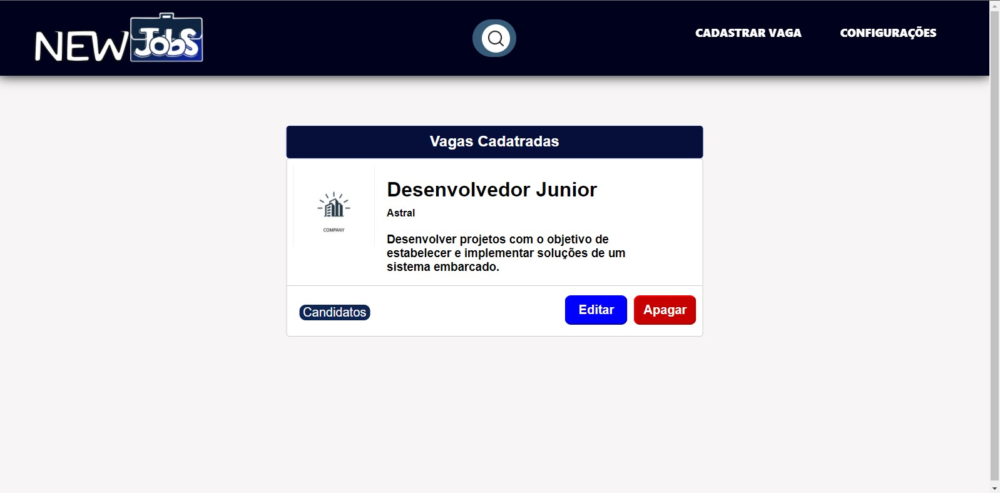 NEW JobS
CADASTRAR VAGA
CONFIGURAÇÕES
Vagas Cadatradas
COMPANY
Desenvolvedor Junior
Astral
Desenvolver projetos com o objetivo de
estabelecer e implementar soluções de um
sistema embarcado.
Candidatos
Editar
Apagar